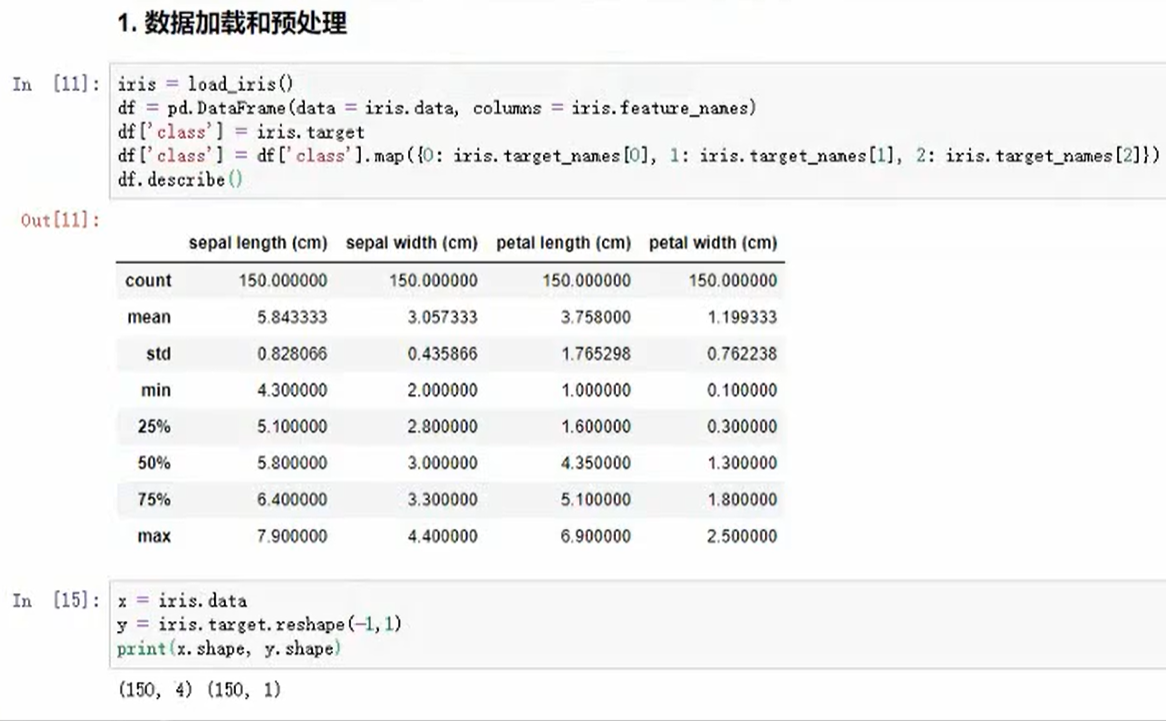 1. 数据加载和预处理
In [11]: iris = load_iris()
df = pd.DataFrame(data = iris.data, columns = iris.feature_names)
df['class'] = iris.target
df['class'] = df['class'].map({0: iris.target_names[0], 1: iris.target_names[1], 2: iris.target_names[2]})
df.describe()
Out[11]:
sepal length (cm) sepal width (cm) petal length (cm) petal width (cm)
count 150.000000 150.000000 150.000000 150.000000
mean 5.843333 3.057333 3.758000 1.199333
std 0.828066 0.435866 1.765298 0.762238
min 4.300000 2.000000 1.000000 0.100000
25% 5.100000 2.800000 1.600000 0.300000
50% 5.800000 3.000000 4.350000 1.300000
75% 6.400000 3.300000 5.100000 1.800000
max 7.900000 4.400000 6.900000 2.500000
In [15]: x = iris.data
y = iris.target.reshape(-1,1)
print(x.shape, y.shape)
(150, 4) (150, 1)